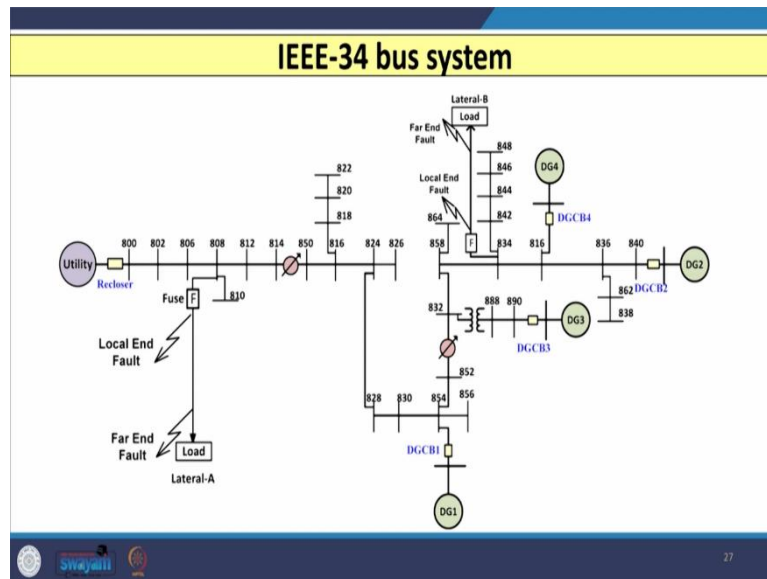 IEEE-34 bus system
Lateral-B
Load
Far End
Fault
848
846
844
842
834
Local End
Fault
F
864
858
DG4
DGCB4
816
836
840
DGCB2
DG2
862
838
822
820
818
Utility
Recloser
800
802
806
808
812
814
850
816
824
826
Fuse
F
810
Local End
Fault
Far End
Fault
Load
Lateral-A
832
888
890
DGCB3
DG3
852
828
830
854
856
DGCB1
DG1
swayam
27